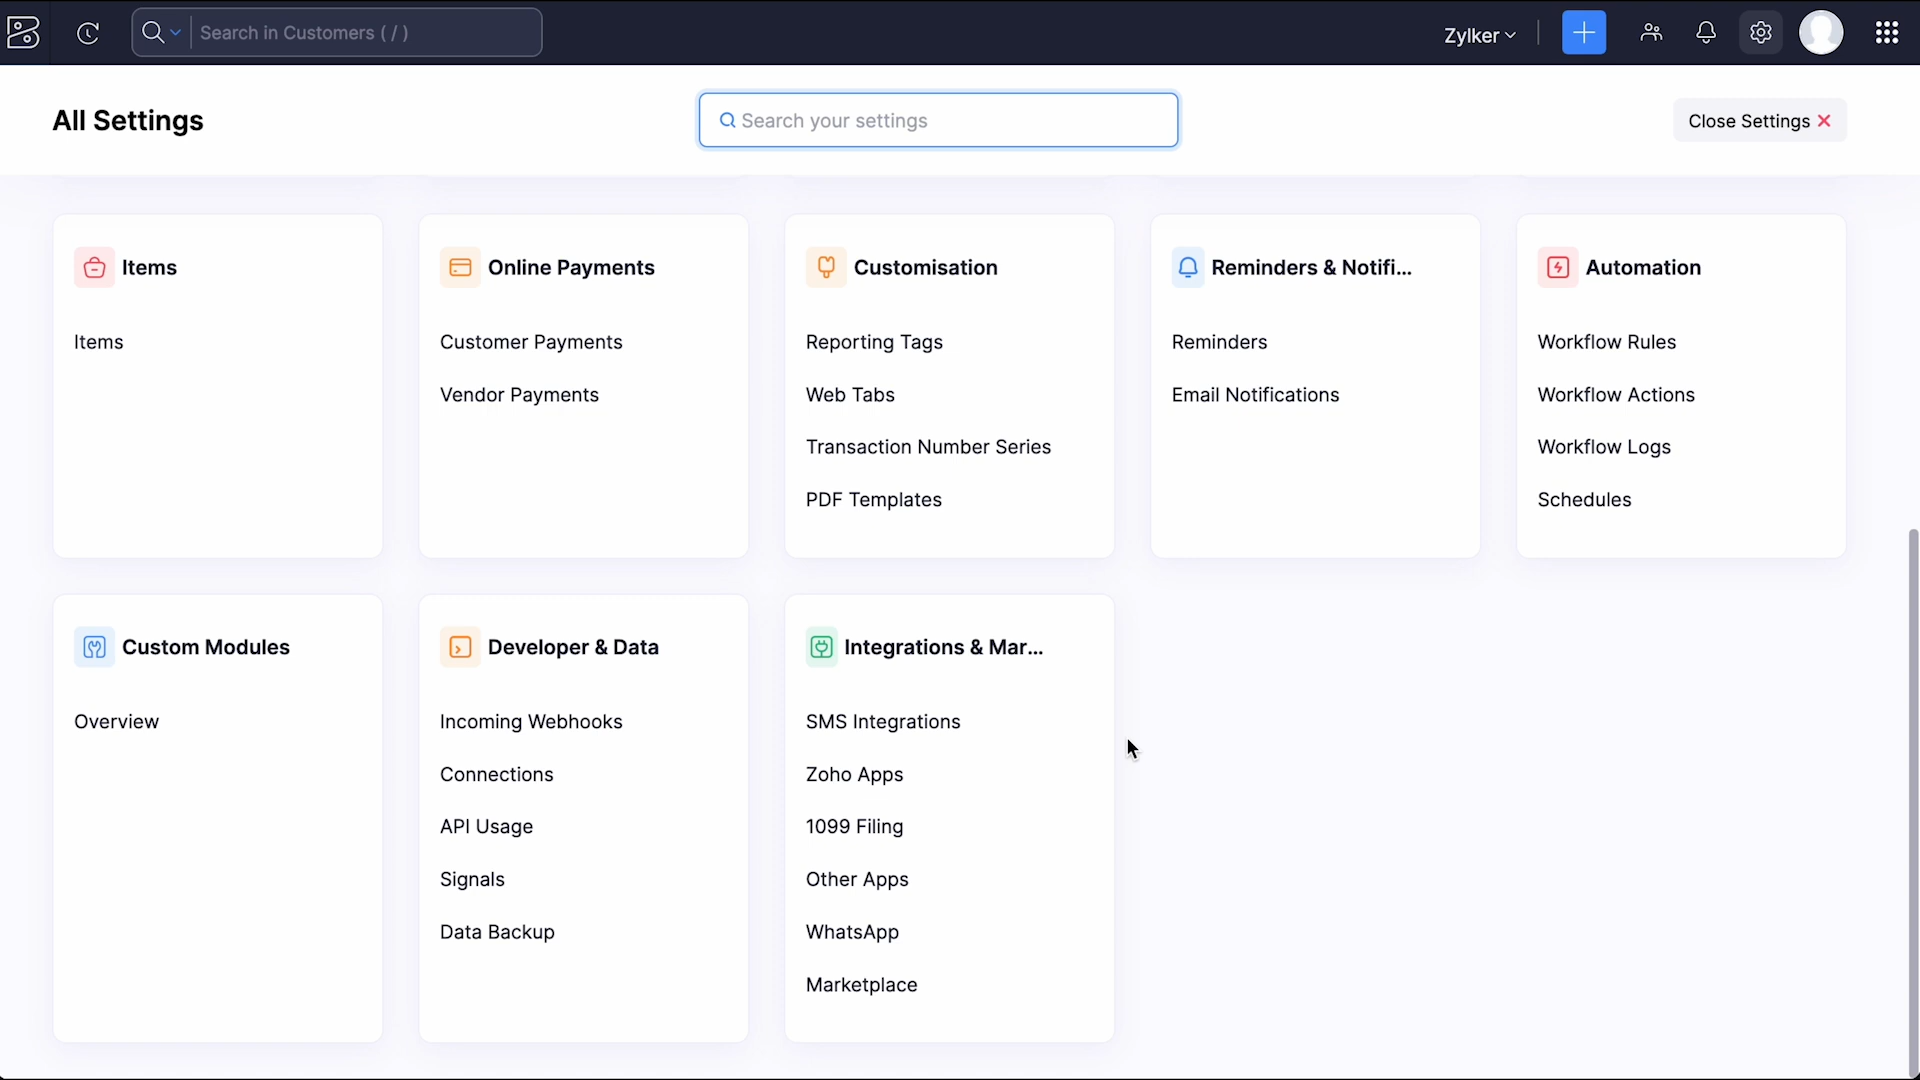 Search in Customers ( / )
Zylker
All Settings
Search your settings
Close Settings
Items
Items
Online Payments
Customer Payments
Vendor Payments
Customisation
Reporting Tags
Web Tabs
Transaction Number Series
PDF Templates
Reminders & Notifi...
Reminders
Email Notifications
Automation
Workflow Rules
Workflow Actions
Workflow Logs
Schedules
Custom Modules
Overview
Developer & Data
Incoming Webhooks
Connections
API Usage
Signals
Data Backup
Integrations & Mar...
SMS Integrations
Zoho Apps
1099 Filing
Other Apps
WhatsApp
Marketplace